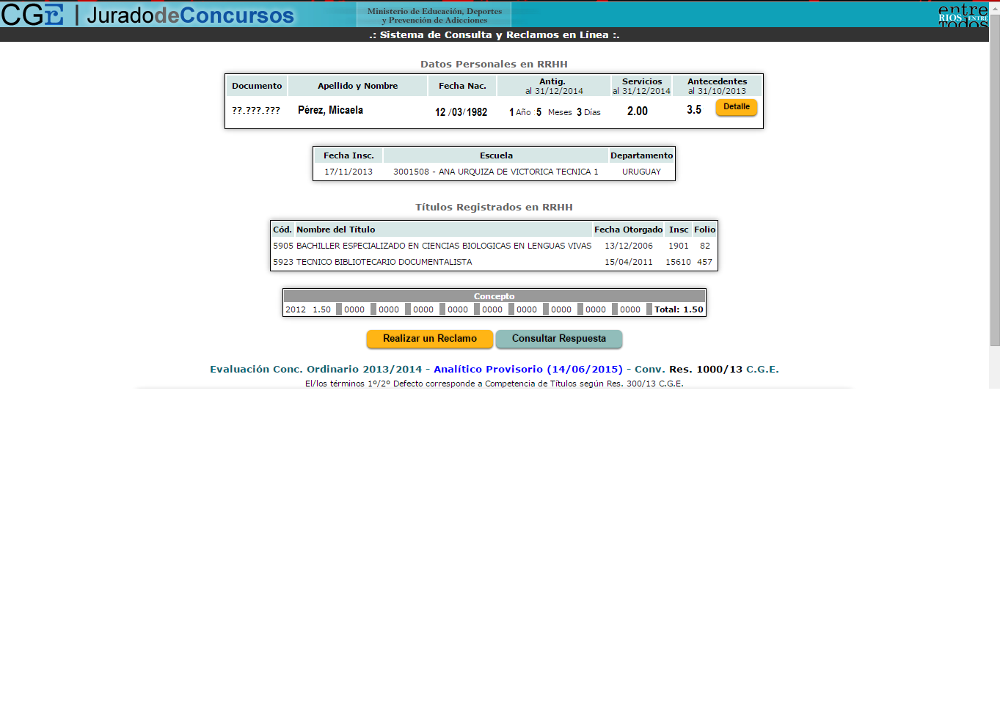 CGE | JuradodeConcursos
Ministerio de Educación, Deportes
y Prevención de Adicciones
entre
RIOS ENTRE
TODOS
.: Sistema de Consulta y Reclamos en Línea :.
Datos Personales en RRHH
Documento Apellido y Nombre Fecha Nac. Antig. al 31/12/2014 Servicios al 31/12/2014 Antecedentes al 31/10/2013
??.???.??? Pérez, Micaela 12 /03/1982 1 Año 5 Meses 3 Días 2.00 3.5 Detalle
Fecha Insc. Escuela Departamento
17/11/2013 3001508 - ANA URQUIZA DE VICTORICA TECNICA 1 URUGUAY
Títulos Registrados en RRHH
Cód. Nombre del Título Fecha Otorgado Insc Folio
5905 BACHILLER ESPECIALIZADO EN CIENCIAS BIOLOGICAS EN LENGUAS VIVAS 13/12/2006 1901 82
5923 TECNICO BIBLIOTECARIO DOCUMENTALISTA 15/04/2011 15610 457
Concepto
2012 1.50 0000 0000 0000 0000 0000 0000 0000 0000 0000 Total: 1.50
Realizar un Reclamo Consultar Respuesta
Evaluación Conc. Ordinario 2013/2014 - Analítico Provisorio (14/06/2015) - Conv. Res. 1000/13 C.G.E.
El/los términos 1º/2º Defecto corresponde a Competencia de Títulos según Res. 300/13 C.G.E.